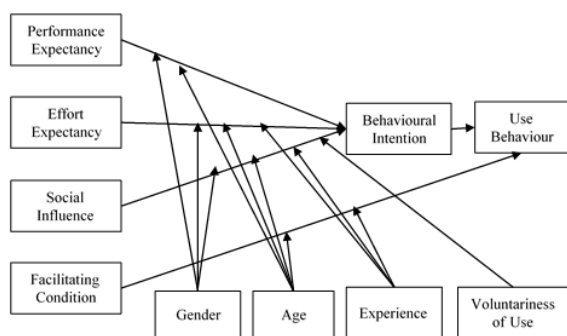 Performance
Expectancy
Effort
Expectancy
Behavioural
Intention
Use
Behaviour
Social
Influence
Facilitating
Condition
Gender
Age
Experience
Voluntariness
of Use